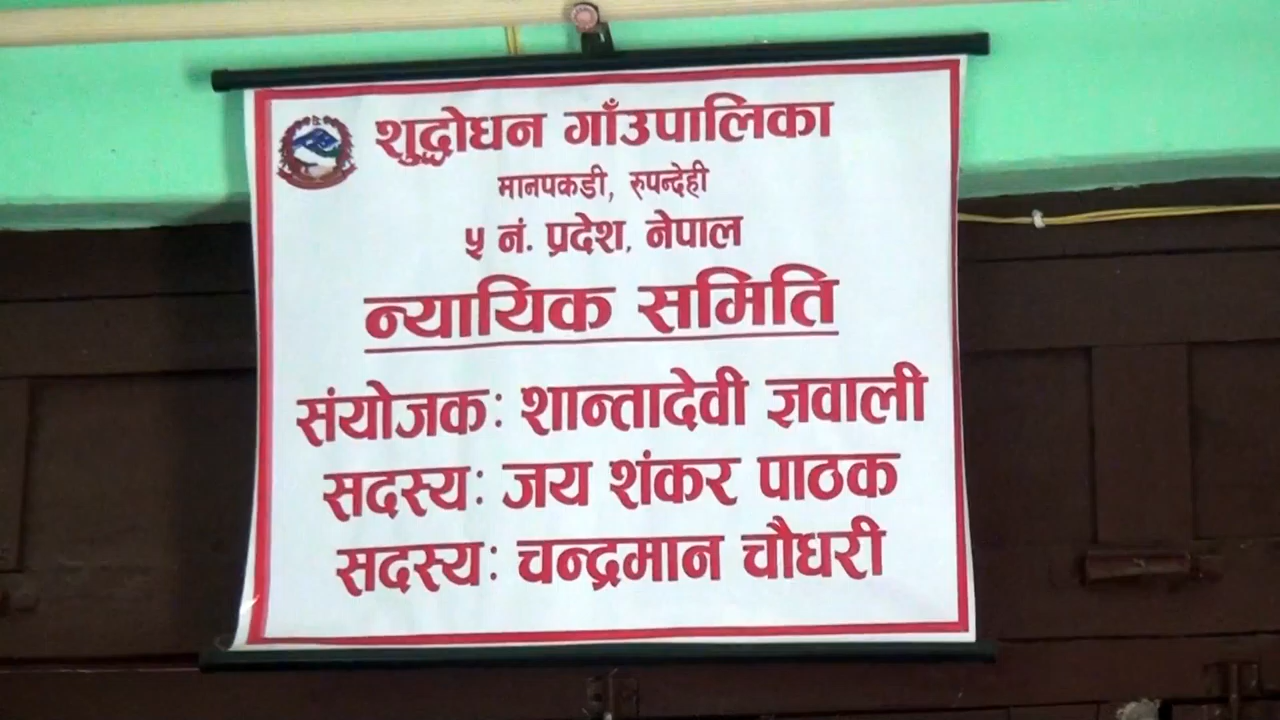 शुद्धोधन गाँउपालिका
मानपकडी, रुपन्देही
५ नं. प्रदेश, नेपाल
न्यायिक समिति
संयोजक: शान्तादेवी ज्ञवाली
सदस्य: जय शंकर पाठक
सदस्य: चन्द्रमान चौधरी